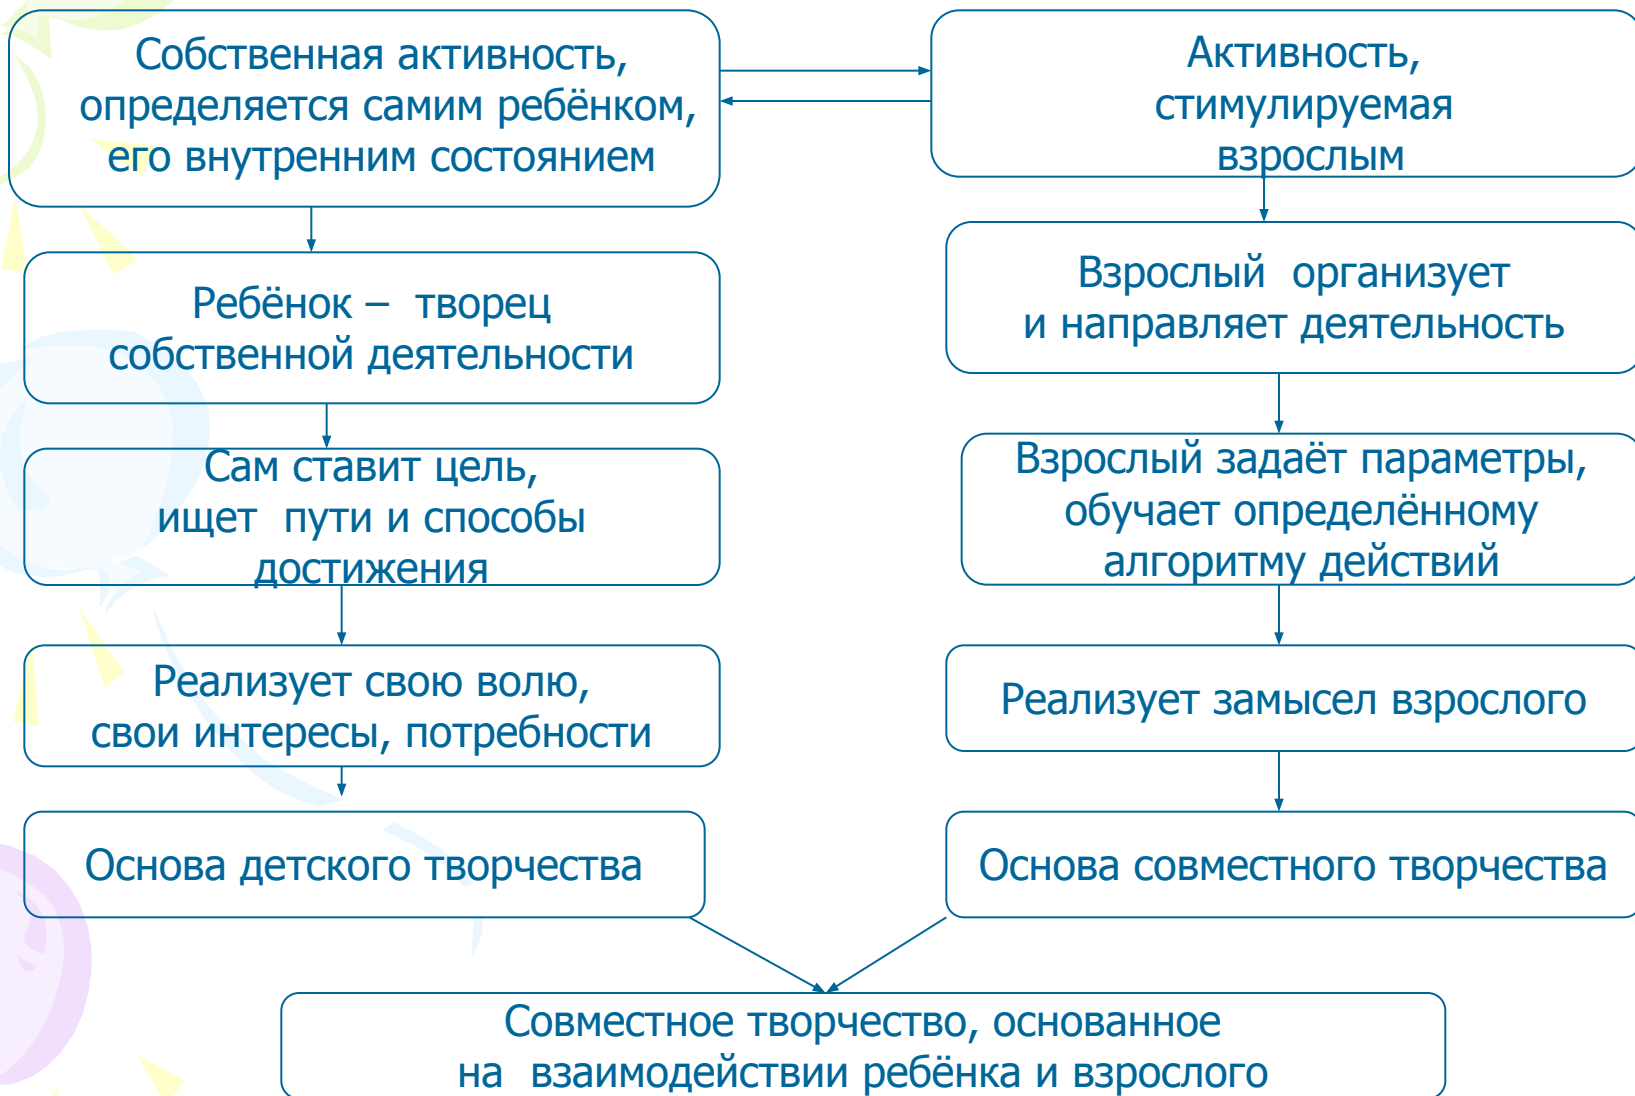 Собственная активность,
определяется самим ребёнком,
его внутренним состоянием
Активность,
стимулируемая
взрослым
Ребёнок – творец
собственной деятельности
Взрослый организует
и направляет деятельность
Сам ставит цель,
ищет пути и способы
достижения
Взрослый задаёт параметры,
обучает определённому
алгоритму действий
Реализует свою волю,
свои интересы, потребности
Реализует замысел взрослого
Основа детского творчества
Основа совместного творчества
Совместное творчество, основанное
на взаимодействии ребёнка и взрослого